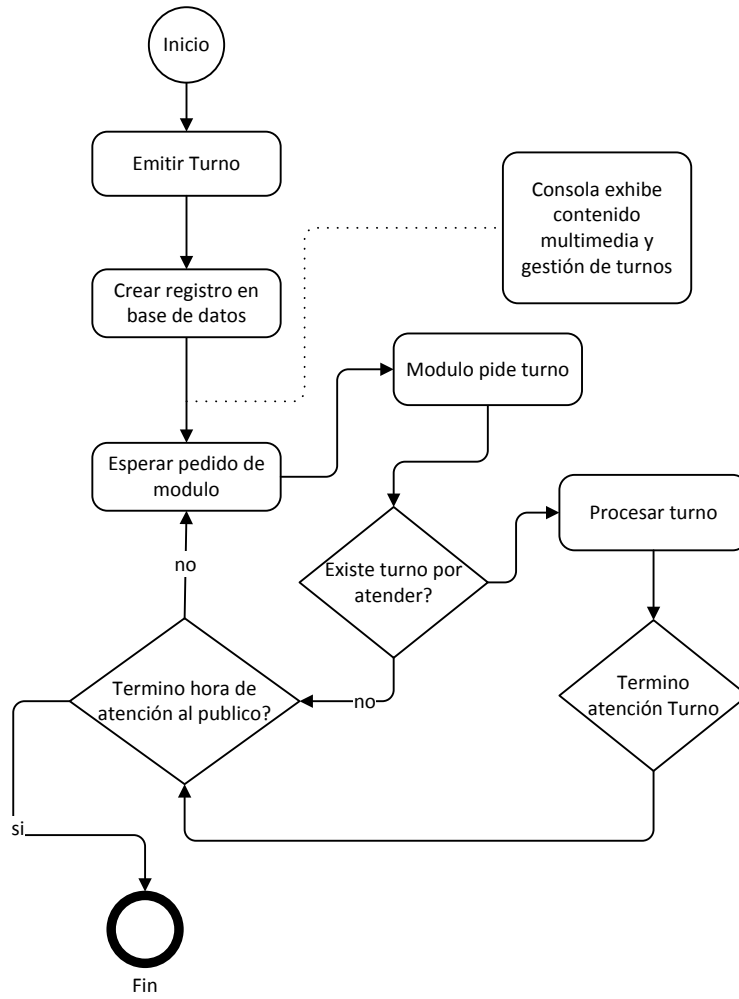 Inicio
Emitir Turno
Consola exhibe
contenido
multimedia y
gestión de turnos
Crear registro en
base de datos
Modulo pide turno
Esperar pedido de
modulo
Procesar turno
Existe turno por
atender?
no
Termino hora de
atención al publico?
no
Termino
atención Turno
si
Fin